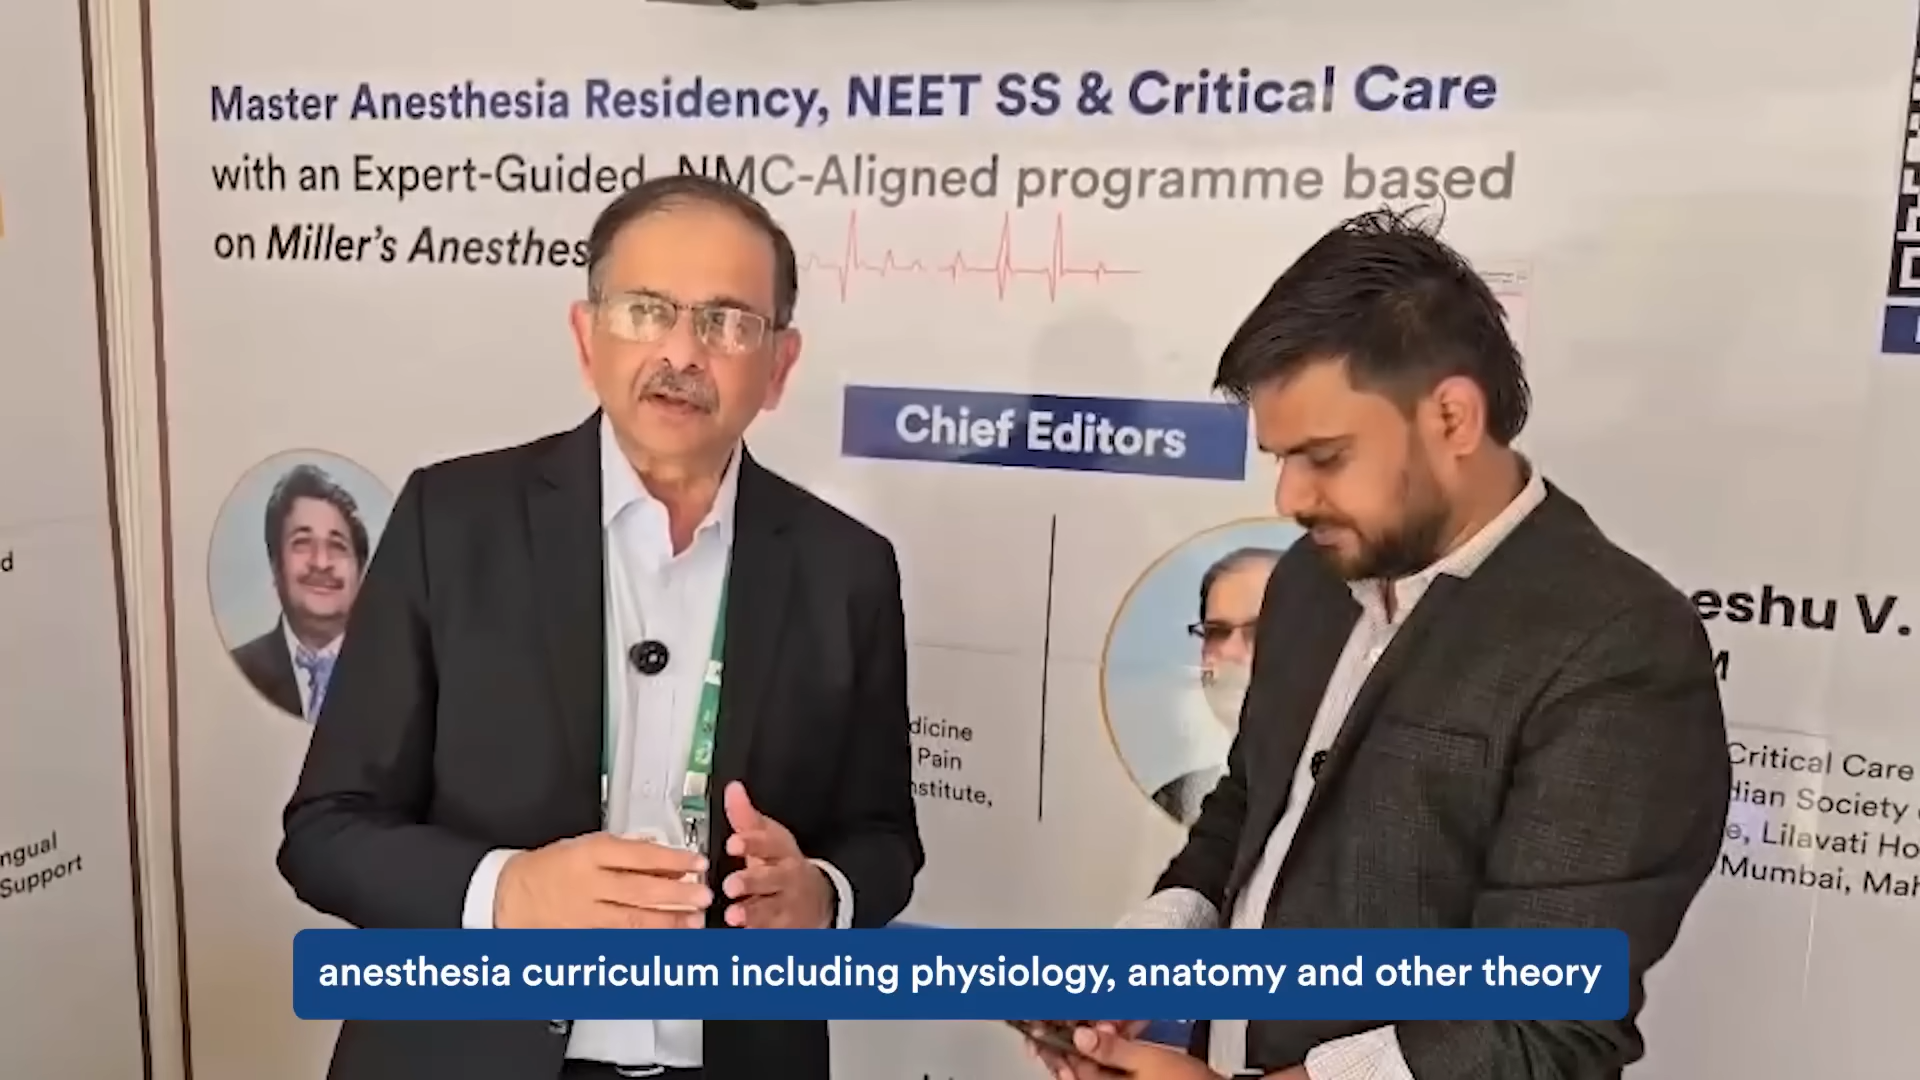 Master Anesthesia Residency, NEET SS & Critical Care
with an Expert-Guided, NMC-Aligned programme based
on Miller's Anesthes
Chief Editors
eshu V.
dicine
Pain
nstitute,
Critical Care
dian Society
e, Lilavati Ho
Mumbai, Mah
d
ngual
Support
anesthesia curriculum including physiology, anatomy and other theory